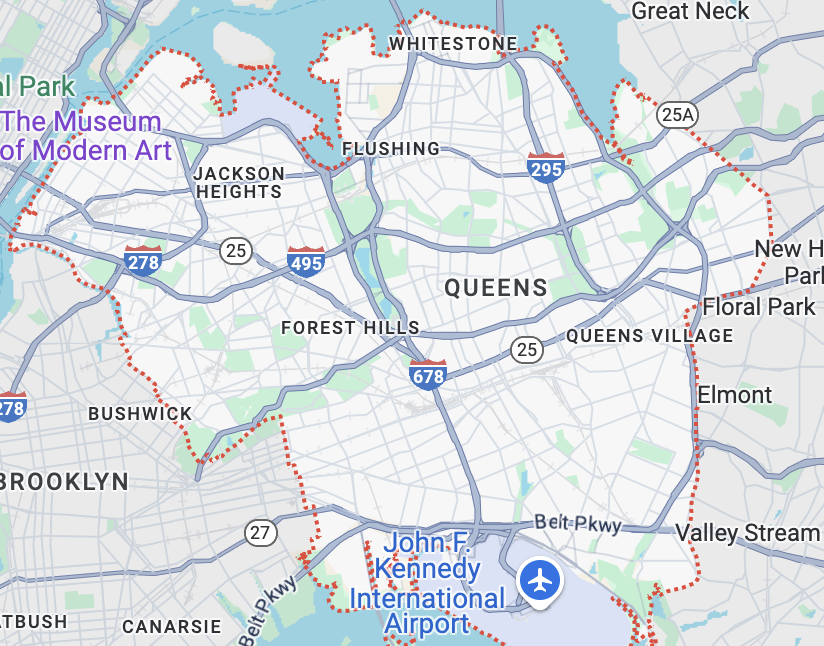 Great Neck
WHITESTONE
al Park
25A
The Museum
of Modern Art
FLUSHING
295
JACKSON
HEIGHTS
25
278
495
New H
Parl
QUEENS
Floral Park
FOREST HILLS
25
QUEENS VILLAGE
678
Elmont
278
BUSHWICK
BROOKLYN
27
Belt Pkwy
Valley Stream
John F.
Kennedy
International
Airport
Belt Pkwy
ATBUSH
CANARSIE